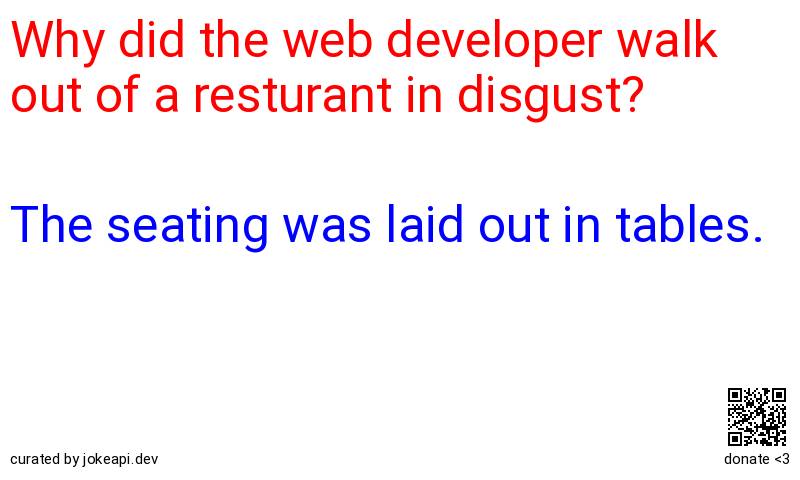 Why did the web developer walk
out of a resturant in disgust?
The seating was laid out in tables.
curated by jokeapi.dev
donate <3